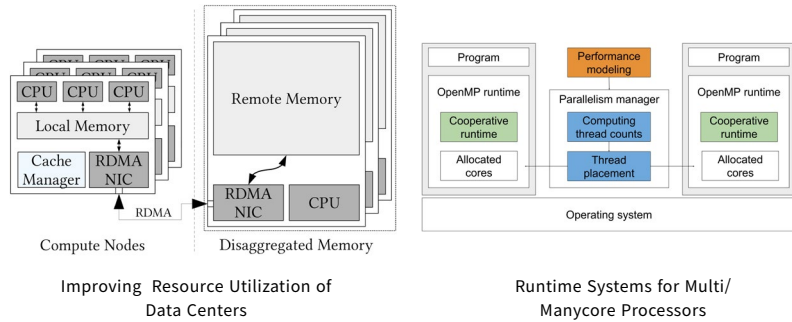 CPU CPU CPU
Local Memory
Cache
Manager
RDMA
NIC
RDMA
Compute Nodes
Remote Memory
RDMA
NIC
CPU
Disaggregated Memory
Improving Resource Utilization of
Data Centers
Program
OpenMP runtime
Cooperative
runtime
Allocated
cores
Performance
modeling
Parallelism manager
Computing
thread counts
Thread
placement
Program
OpenMP runtime
Cooperative
runtime
Allocated
cores
Operating system
Runtime Systems for Multi/
Manycore Processors